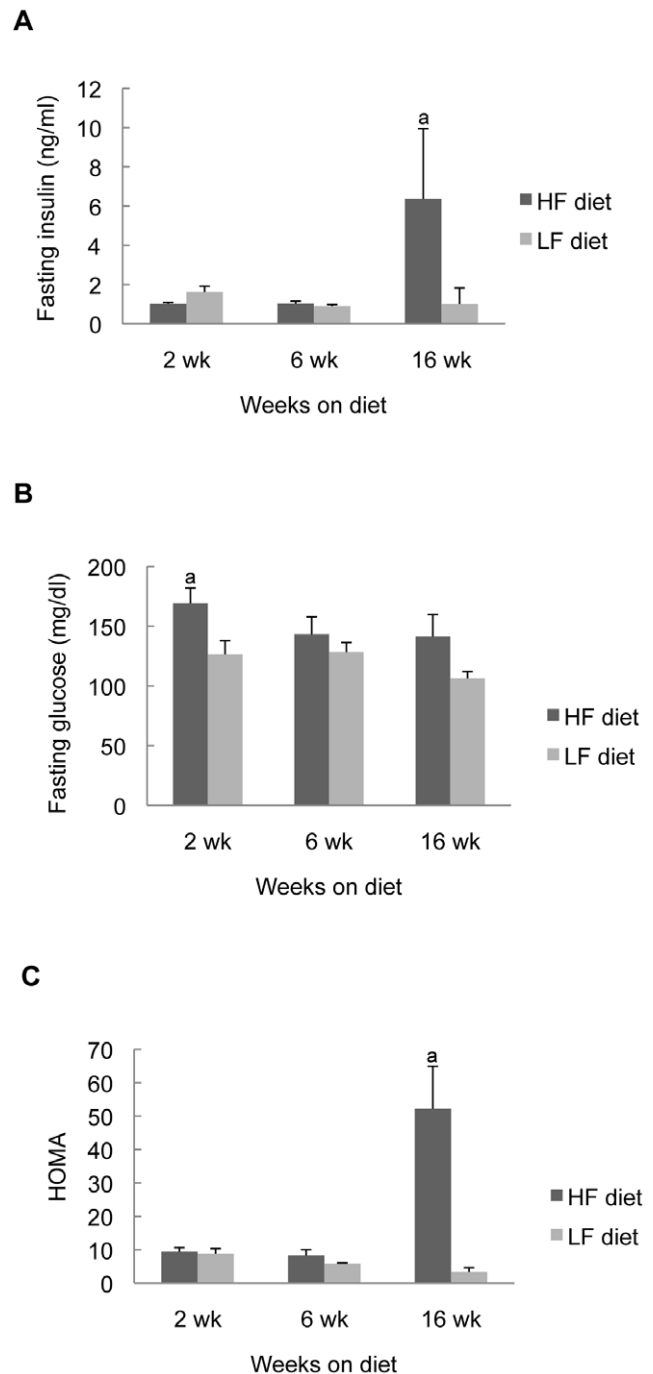 A
12
10
8
6
4
2
0
Fasting insulin (ng/ml)
a
HF diet
LF diet
2 wk 6 wk 16 wk
Weeks on diet
B
200
150
100
50
0
Fasting glucose (mg/dl)
a
HF diet
LF diet
2 wk 6 wk 16 wk
Weeks on diet
C
70
60
50
40
30
20
10
0
HOMA
a
HF diet
LF diet
2 wk 6 wk 16 wk
Weeks on diet